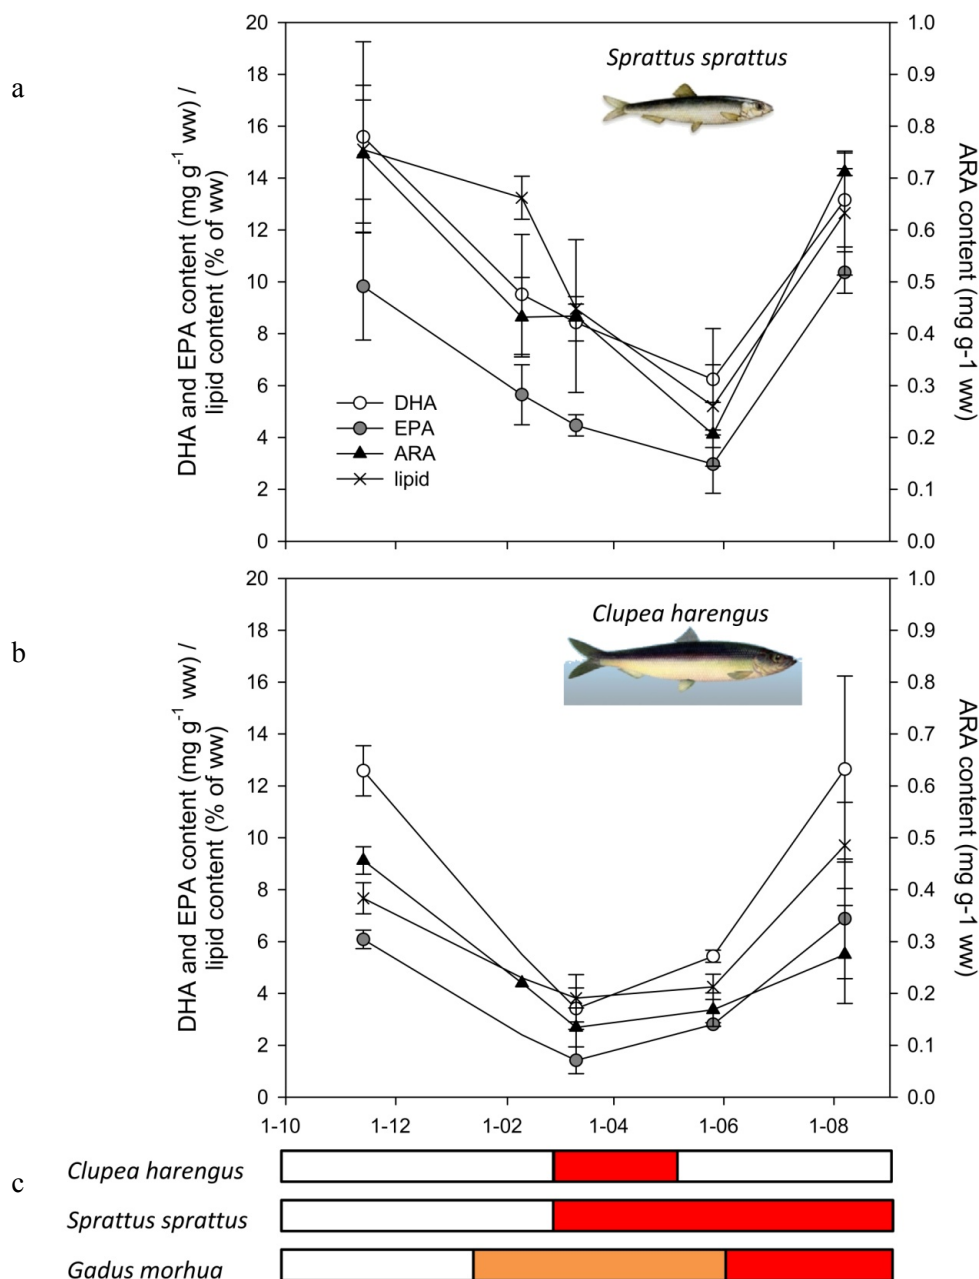 a
DHA and EPA content (mg g⁻¹ ww) /
lipid content (% of ww)
20
18
16
14
12
10
8
6
4
2
0
Sprattus sprattus
DHA
EPA
ARA
lipid
1.0
0.9
0.8
0.7
0.6
0.5
0.4
0.3
0.2
0.1
0.0
ARA content (mg g-1 ww)
b
DHA and EPA content (mg g⁻¹ ww) /
lipid content (% of ww)
20
18
16
14
12
10
8
6
4
2
0
Clupea harengus
1.0
0.9
0.8
0.7
0.6
0.5
0.4
0.3
0.2
0.1
0.0
ARA content (mg g-1 ww)
1-10 1-12 1-02 1-04 1-06 1-08
c
Clupea harengus
Sprattus sprattus
Gadus morhua